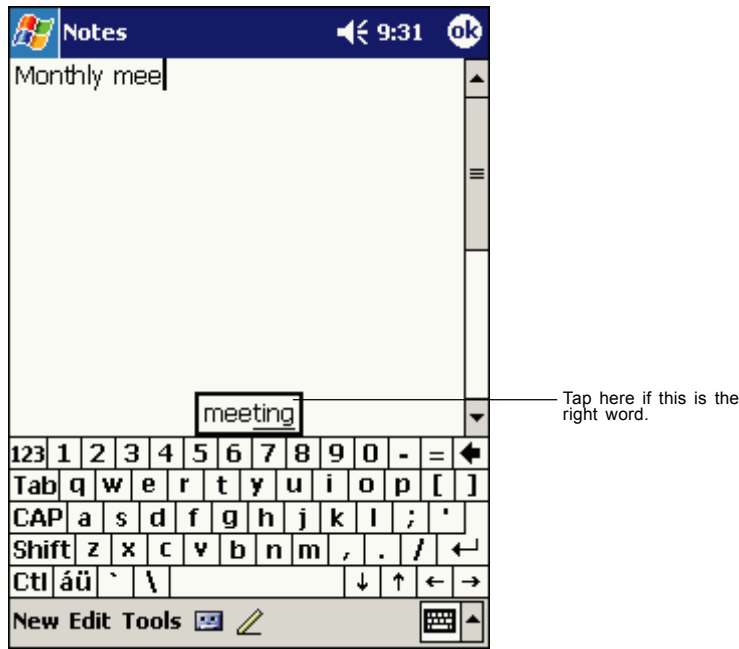 Notes 9:31 ok
Monthly mee
meeting
Tap here if this is the
right word.
123 1 2 3 4 5 6 7 8 9 0 - =
Tab q w e r t y u i o p [ ]
CAP a s d f g h j k l ; '
Shift z x c v b n m , . /
Ctl áü ` \ ↓ ↑ ← →
New Edit Tools